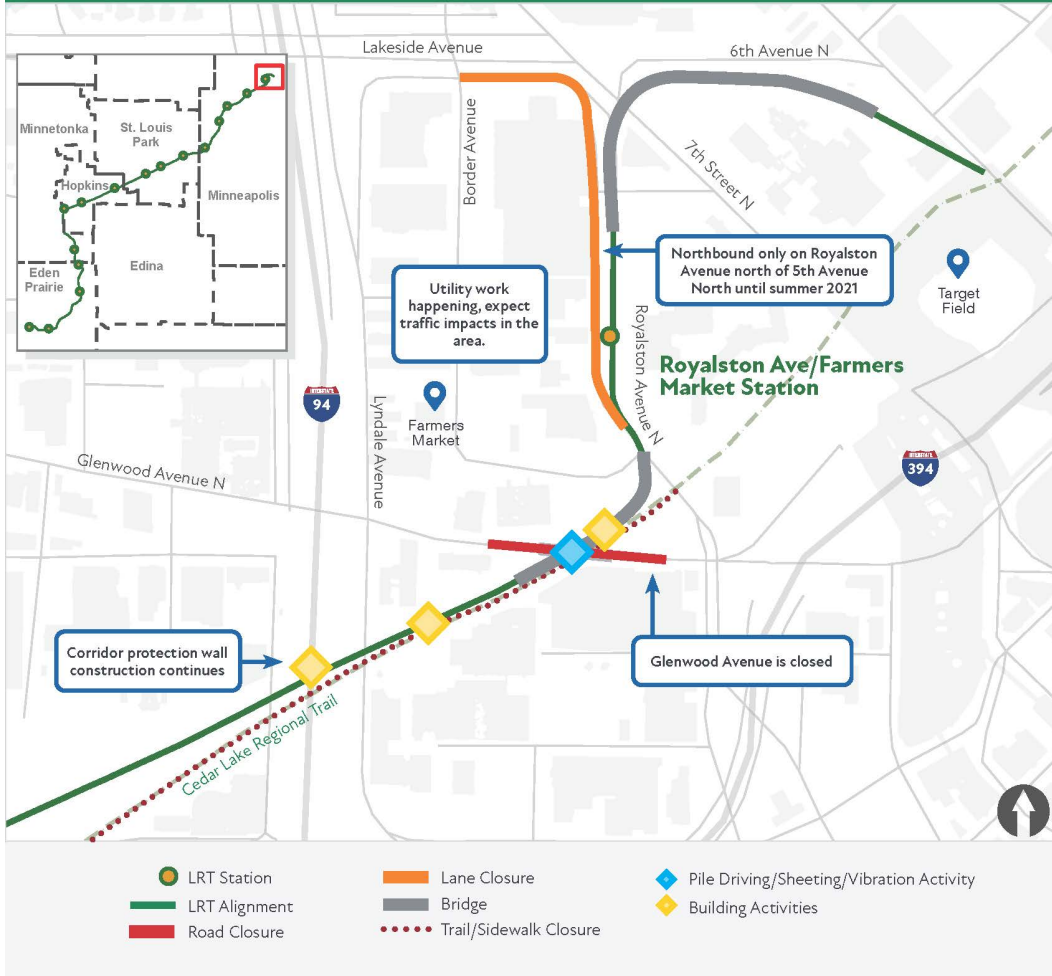 Lakeside Avenue
6th Avenue N
Minnetonka
St. Louis
Park
Hopkins
Minneapolis
Eden
Prairie
Edina
Border Avenue
7th Street N
Northbound only on Royalston
Avenue north of 5th Avenue
North until summer 2021
Target
Field
Utility work
happening, expect
traffic impacts in the
area.
Royalston Avenue N
Royalston Ave/Farmers
Market Station
INTERSTATE
94
Lyndale Avenue
Farmers
Market
Glenwood Avenue N
INTERSTATE
394
Corridor protection wall
construction continues
Glenwood Avenue is closed
Cedar Lake Regional Trail
LRT Station
LRT Alignment
Road Closure
Lane Closure
Bridge
Trail/Sidewalk Closure
Pile Driving/Sheeting/Vibration Activity
Building Activities